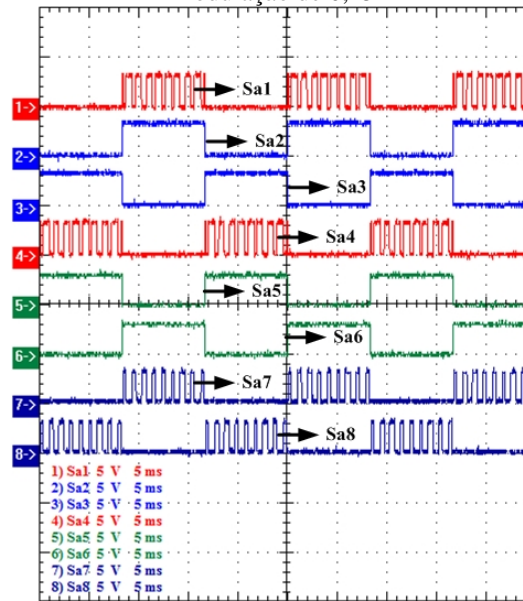 1->
Sa1
2->
Sa2
3->
Sa3
4->
Sa4
5->
Sa5
6->
Sa6
7->
Sa7
8->
Sa8
1) Sa1 5 V 5 ms
2) Sa2 5 V 5 ms
3) Sa3 5 V 5 ms
4) Sa4 5 V 5 ms
5) Sa5 5 V 5 ms
6) Sa6 5 V 5 ms
7) Sa7 5 V 5 ms
8) Sa8 5 V 5 ms